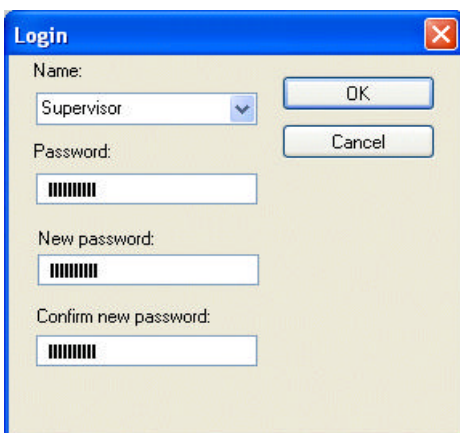 Login
Name:
Supervisor
OK
Cancel
Password:
New password:
Confirm new password: